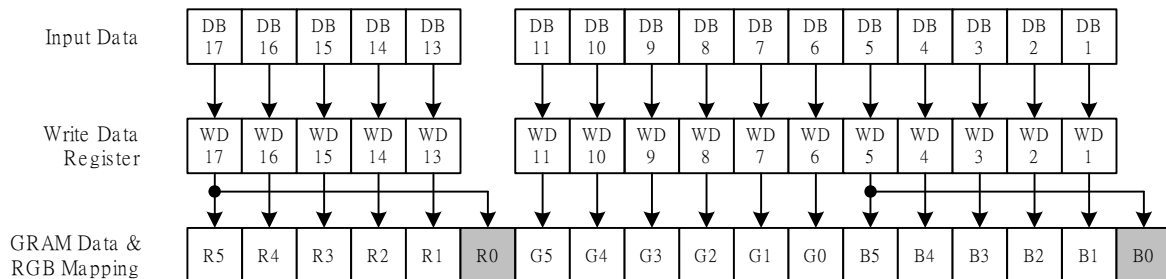 Input Data
DB DB DB DB DB DB DB DB DB DB DB DB DB DB DB DB
17 16 15 14 13 11 10 9 8 7 6 5 4 3 2 1
Write Data
Register
WD WD WD WD WD WD WD WD WD WD WD WD WD WD WD WD
17 16 15 14 13 11 10 9 8 7 6 5 4 3 2 1
GRAM Data &
RGB Mapping
R5 R4 R3 R2 R1 R0 G5 G4 G3 G2 G1 G0 B5 B4 B3 B2 B1 B0